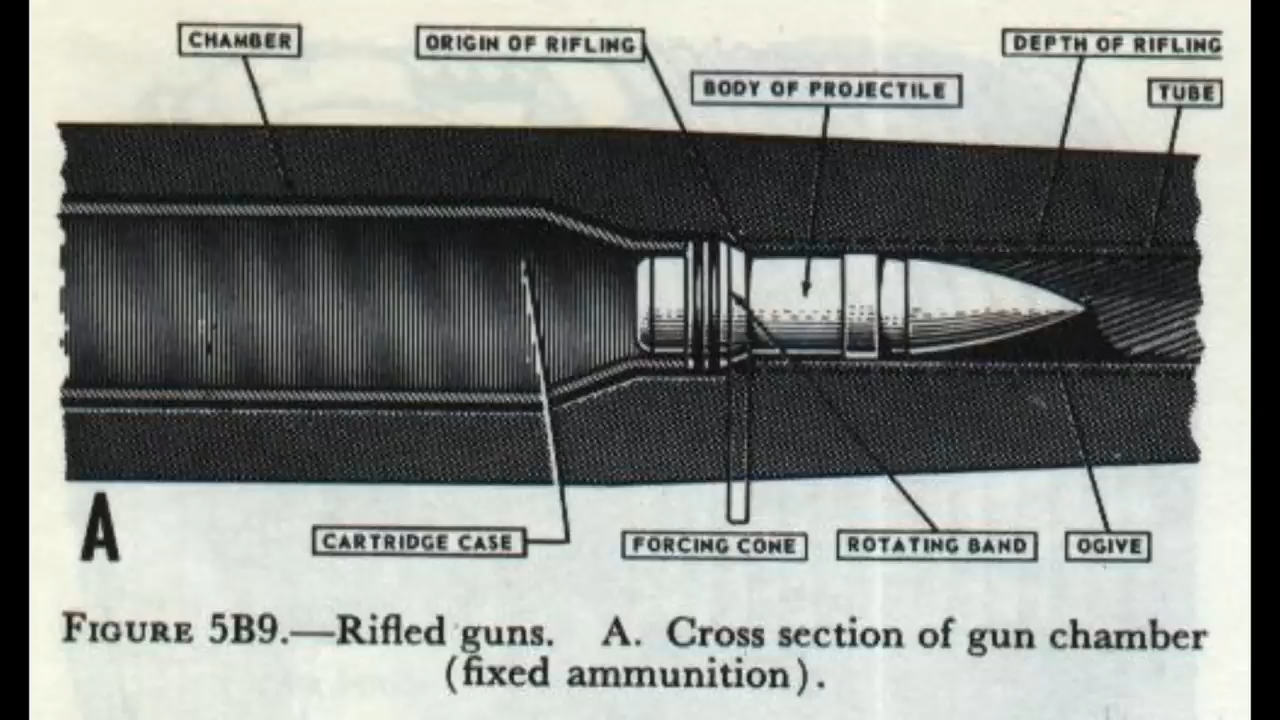 CHAMBER
ORIGIN OF RIFLING
DEPTH OF RIFLING
BODY OF PROJECTILE
TUBE
A
CARTRIDGE CASE
FORCING CONE
ROTATING BAND
OGIVE
FIGURE 5B9.—Rifled guns. A. Cross section of gun chamber
(fixed ammunition).